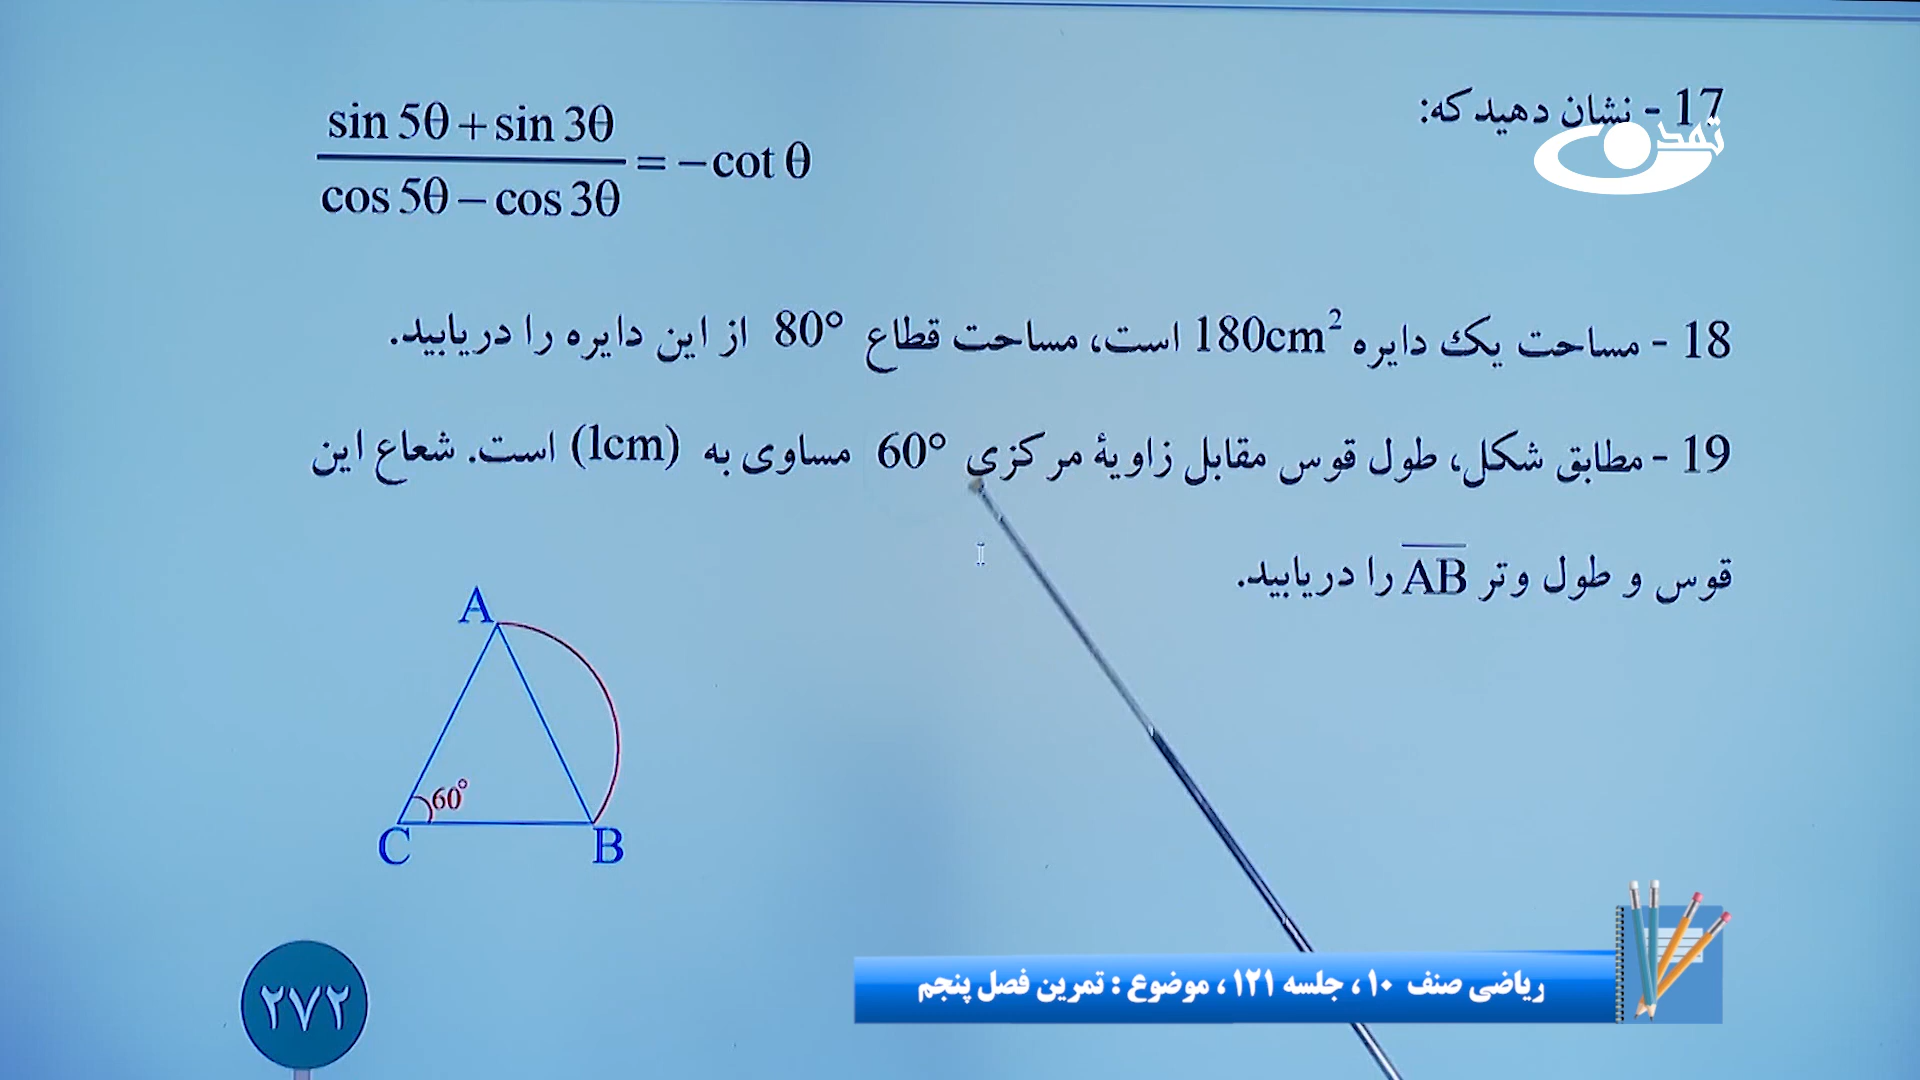 17 - نشان دهید که:
تمدن
sin 5θ + sin 3θ / cos 5θ − cos 3θ = − cot θ
18 - مساحت یک دایره 180cm² است، مساحت قطاع 80° از این دایره را دریابید.
19 - مطابق شکل، طول قوس مقابل زاویۀ مرکزی 60° مساوی به (1cm) است. شعاع این
قوس و طول وتر A̅B̅ را دریابید.
A
60°
C B
۲۷۲
ریاضی صنف ۱۰ ، جلسه ۱۲۱ ، موضوع : تمرین فصل پنجم